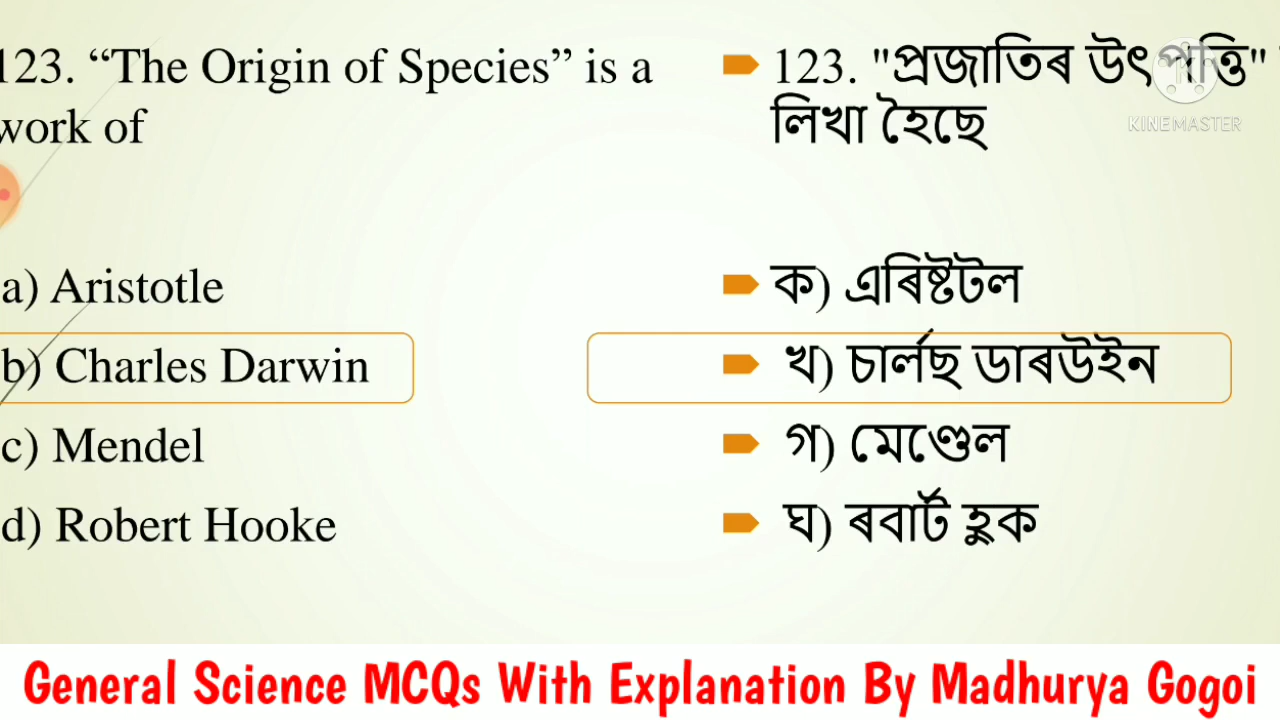 123. “The Origin of Species” is a
work of
a) Aristotle
b) Charles Darwin
c) Mendel
d) Robert Hooke
123. "প্ৰজাতিৰ উৎপত্তি"
লিখা হৈছে
ক) এৰিষ্টটল
খ) চাৰ্লছ ডাৰউইন
গ) মেণ্ডেল
ঘ) ৰবাৰ্ট হুক
KINEMASTER
General Science MCQs With Explanation By Madhurya Gogoi